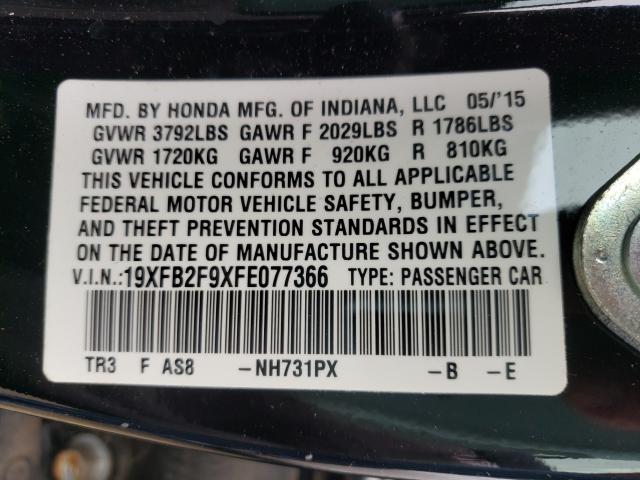 MFD. BY HONDA MFG. OF INDIANA, LLC 05/'15
GVWR 3792LBS GAWR F 2029LBS R 1786LBS
GVWR 1720KG GAWR F 920KG R 810KG
THIS VEHICLE CONFORMS TO ALL APPLICABLE
FEDERAL MOTOR VEHICLE SAFETY, BUMPER,
AND THEFT PREVENTION STANDARDS IN EFFECT
ON THE DATE OF MANUFACTURE SHOWN ABOVE.
V.I.N.:19XFB2F9XFE077366 TYPE: PASSENGER CAR
TR3 F AS8 -NH731PX -B -E